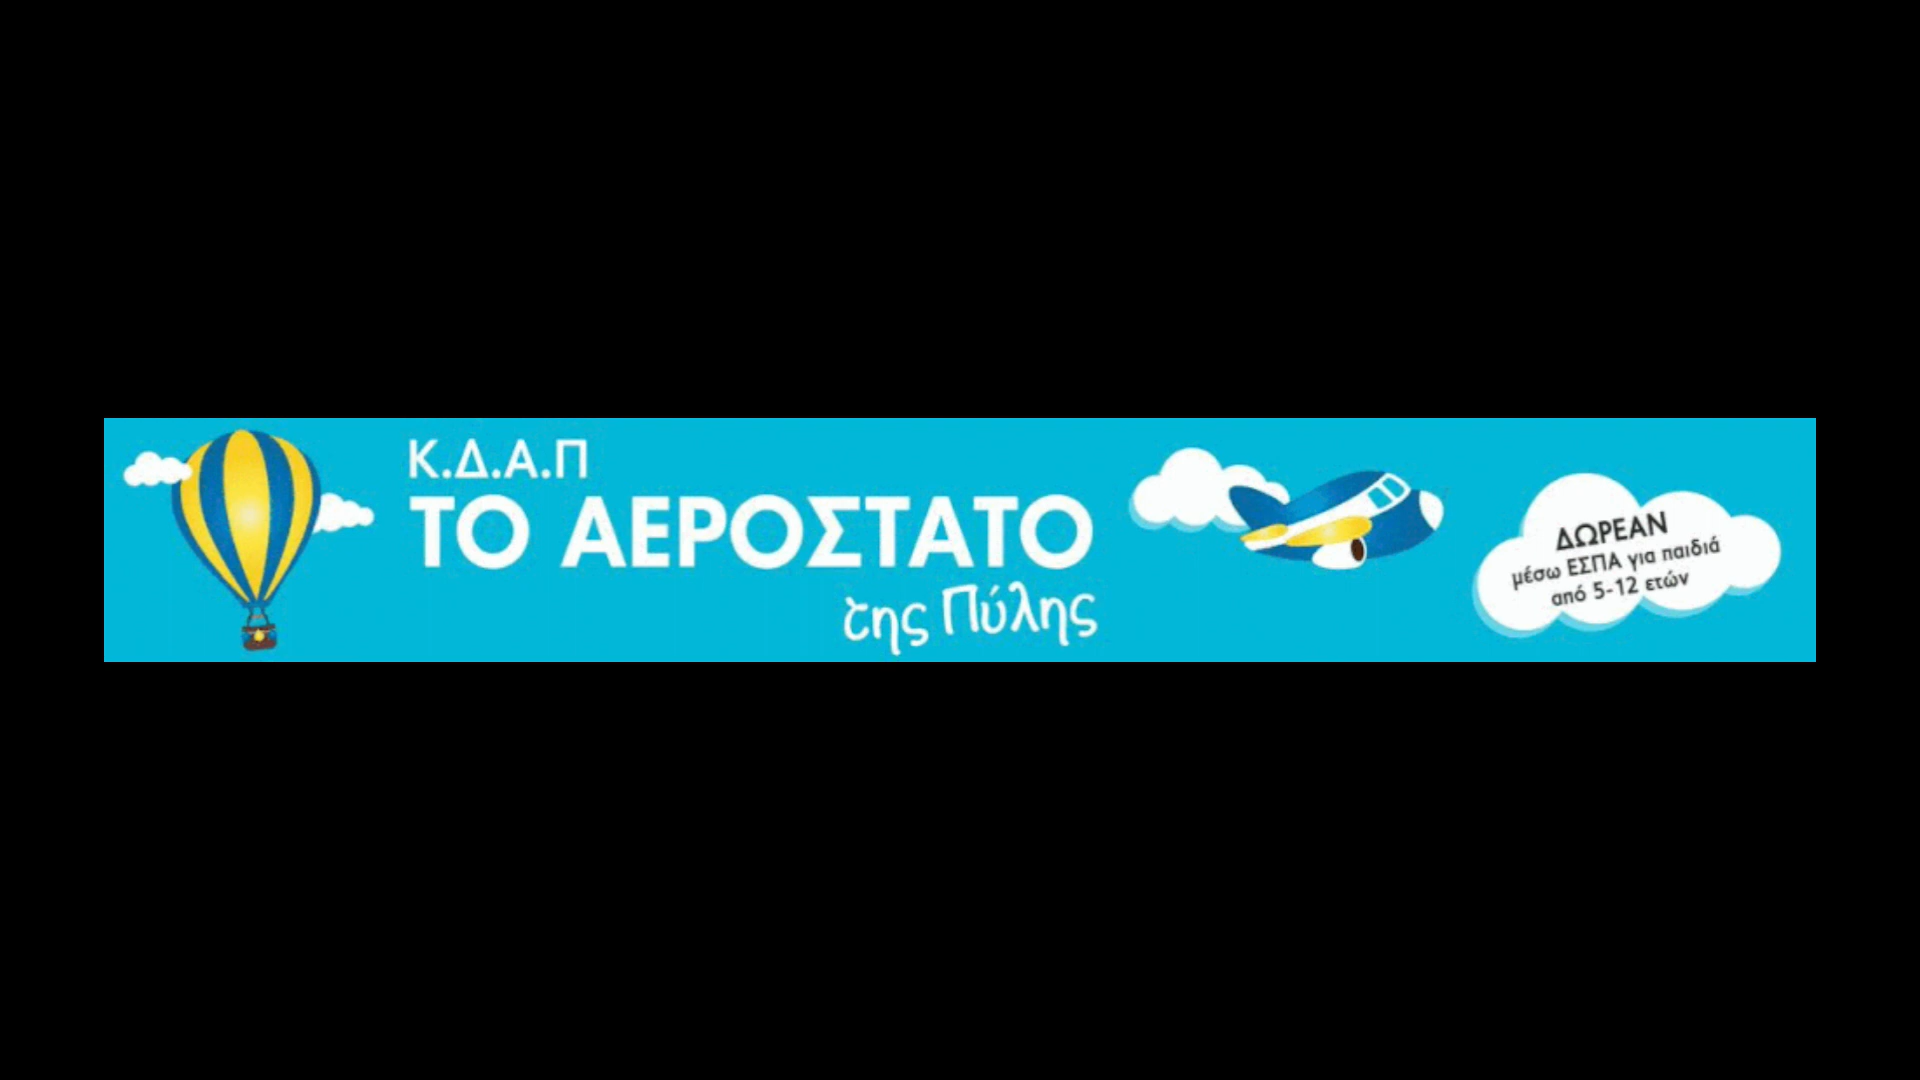 Κ.Δ.Α.Π
ΤΟ ΑΕΡΟΣΤΑΤΟ
της Πύλης
ΔΩΡΕΑΝ
μέσω ΕΣΠΑ για παιδιά
από 5-12 ετών